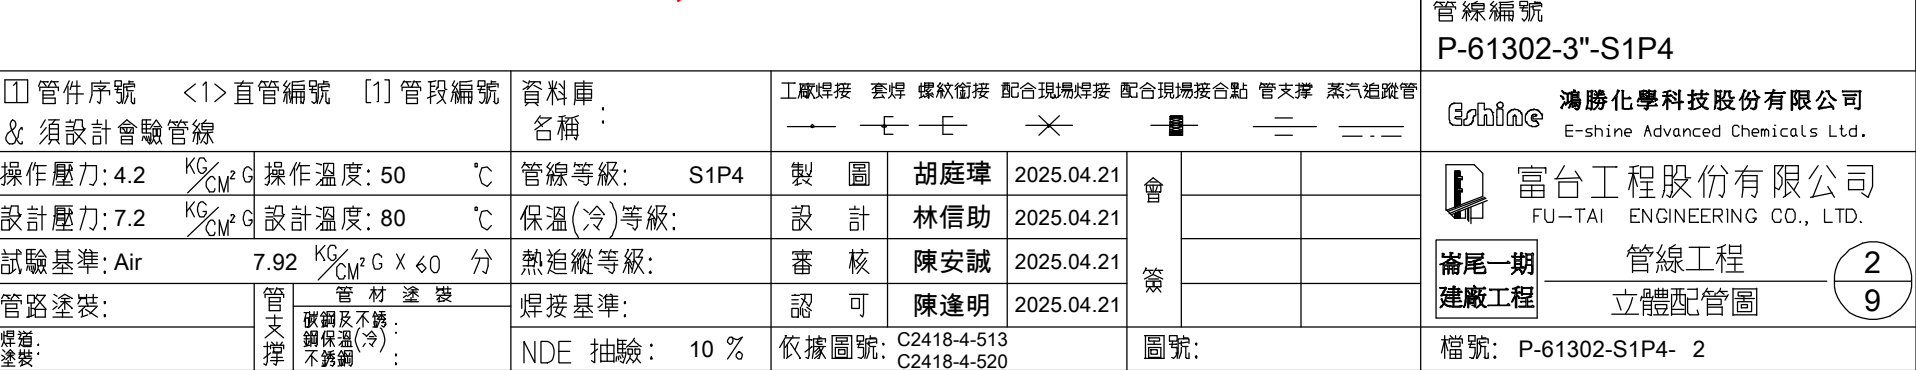 管線編號
P-61302-3"-S1P4
1 管件序號 <1>直管編號 [1]管段編號
& 須設計會驗管線
資料庫名稱:
工廠焊接 套焊 螺紋銜接 配合現場焊接 配合現場接合點 管支撐 蒸汽追蹤管
Eshine 鴻勝化學科技股份有限公司
E-shine Advanced Chemicals Ltd.
操作壓力: 4.2 KG/CM² G 操作溫度: 50 °C 管線等級: S1P4 製圖 胡庭瑋 2025.04.21 會簽
設計壓力: 7.2 KG/CM² G 設計溫度: 80 °C 保溫(冷)等級: 設計 林信助 2025.04.21
富台工程股份有限公司
FU-TAI ENGINEERING CO., LTD.
試驗基準: Air 7.92 KG/CM² G X 60 分 熱追縱等級: 審核 陳安誠 2025.04.21
崙尾一期
建廠工程
管線工程
立體配管圖
2
9
管路塗裝: 管支撐 管材塗裝 焊接基準: 認可 陳逢明 2025.04.21
碳鋼及不銹
鋼保溫(冷):
不銹鋼:
焊道塗裝:
NDE 抽驗: 10 % 依據圖號: C2418-4-513
C2418-4-520
圖號:
檔號: P-61302-S1P4- 2